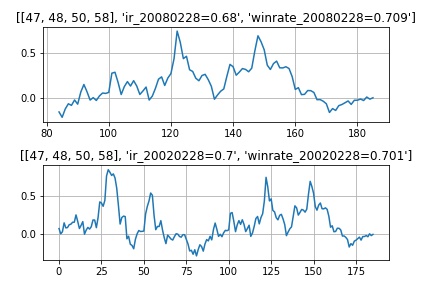 [[47, 48, 50, 58], 'ir_20080228=0.68', 'winrate_20080228=0.709']
0.5
0.0
80 100 120 140 160 180
[[47, 48, 50, 58], 'ir_20020228=0.7', 'winrate_20020228=0.701']
0.5
0.0
0 25 50 75 100 125 150 175